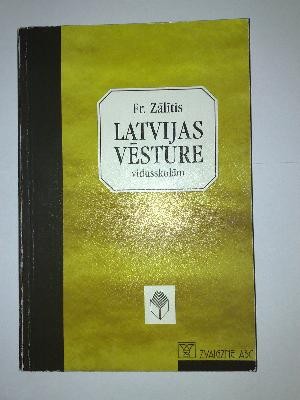 Fr. Zālītis
LATVIJAS
VĒSTURE
vidusskolām
ZVAIGZNE ABC